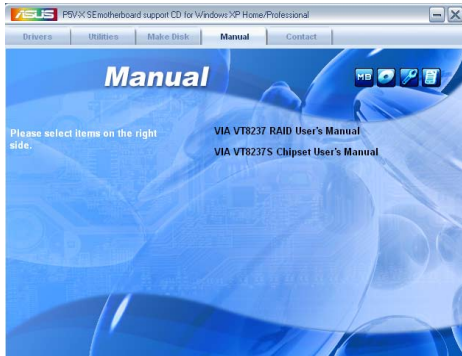 ASUS P5V-X SE motherboard support CD for Windows XP Home/Professional
Drivers Utilities Make Disk Manual Contact
Manual
MB
Please select items on the right
side.
VIA VT8237 RAID User's Manual
VIA VT8237S Chipset User's Manual